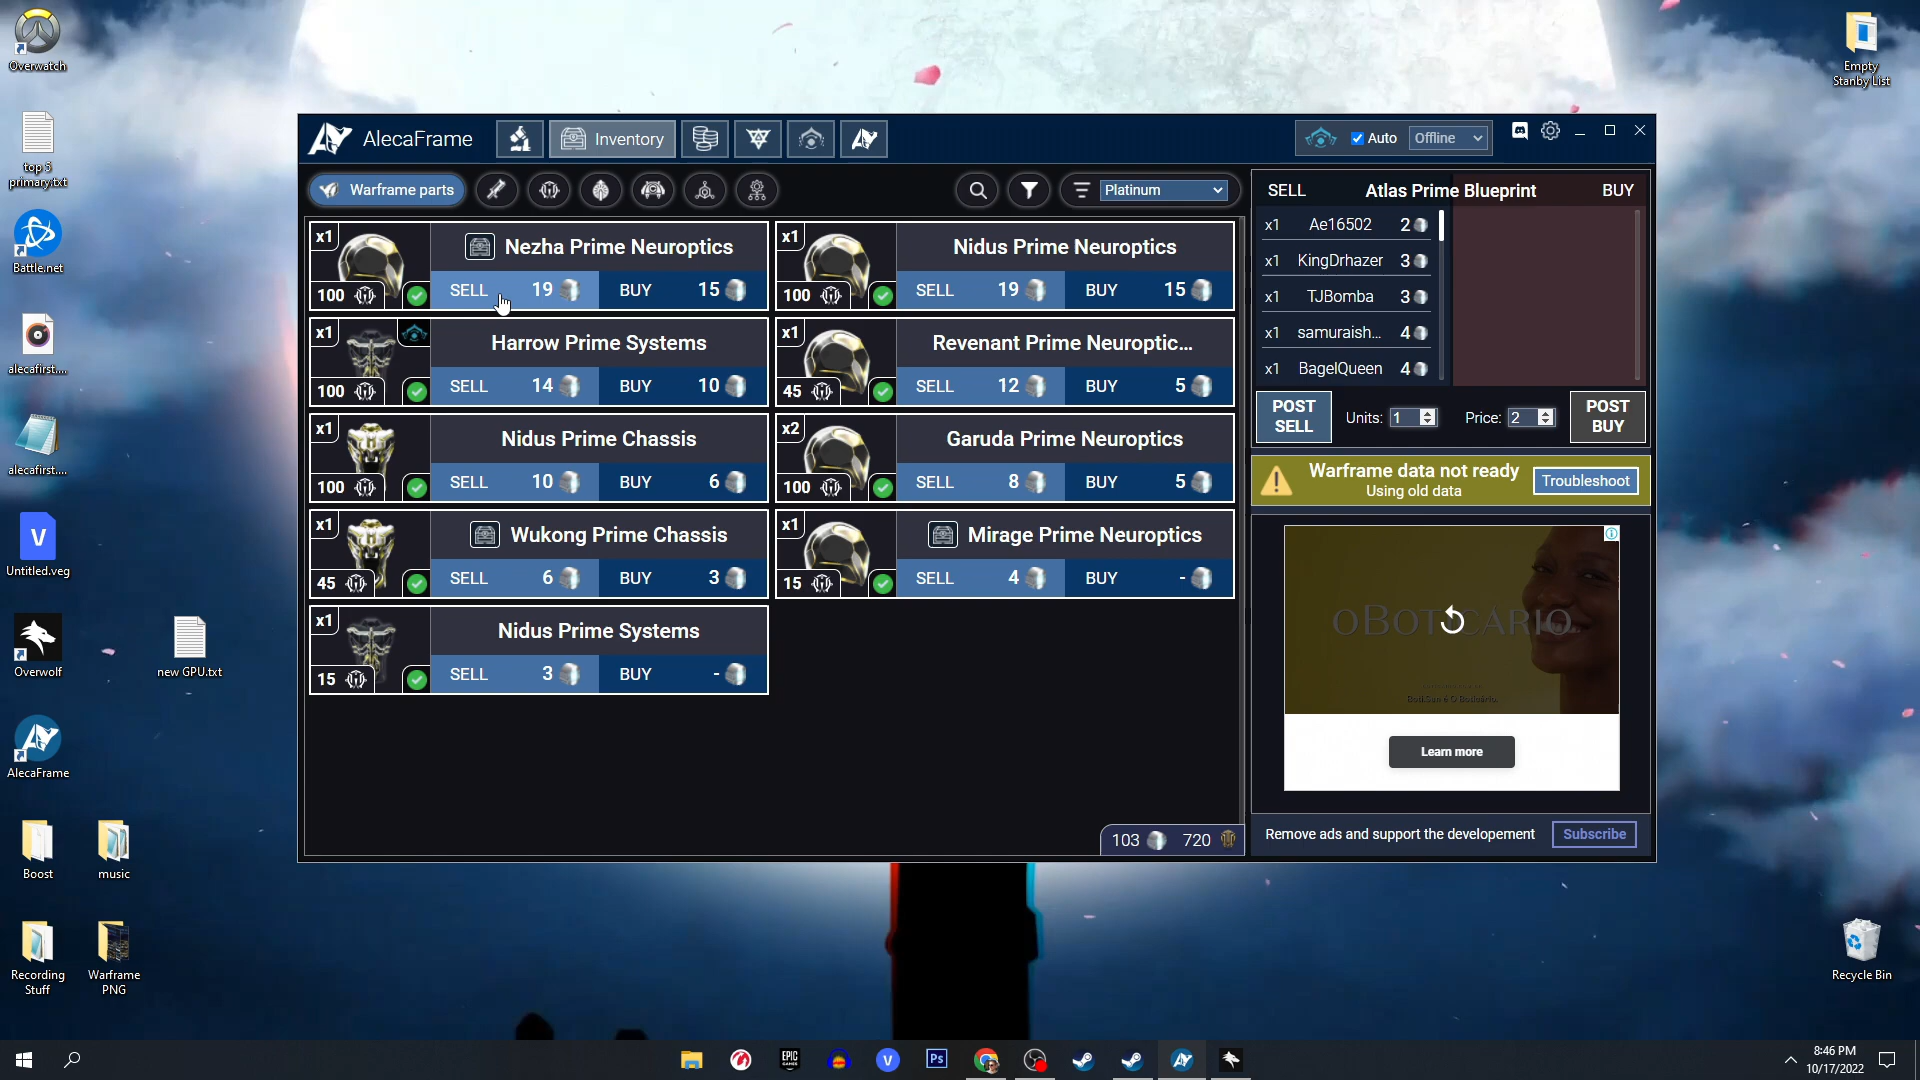 Overwatch
top 5
primary.txt
Battle.net
alecafirst....
alecafirst....
V
Untitled.veg
Overwolf
new GPU.txt
AlecaFrame
Boost
music
Recording
Stuff
Warframe
PNG
Empty
Stanby List
Recycle Bin
AlecaFrame
Inventory
Auto
Offline
Warframe parts
Platinum
x1
Nezha Prime Neuroptics
100
SELL 19
BUY 15
x1
Nidus Prime Neuroptics
100
SELL 19
BUY 15
x1
Harrow Prime Systems
100
SELL 14
BUY 10
x1
Revenant Prime Neuroptic...
45
SELL 12
BUY 5
x1
Nidus Prime Chassis
100
SELL 10
BUY 6
x2
Garuda Prime Neuroptics
100
SELL 8
BUY 5
x1
Wukong Prime Chassis
45
SELL 6
BUY 3
x1
Mirage Prime Neuroptics
15
SELL 4
BUY -
x1
Nidus Prime Systems
15
SELL 3
BUY -
103 720
SELL Atlas Prime Blueprint BUY
x1 Ae16502 2
x1 KingDrhazer 3
x1 TJBomba 3
x1 samuraish... 4
x1 BagelQueen 4
POST
SELL
Units: 1
Price: 2
POST
BUY
Warframe data not ready
Using old data
Troubleshoot
oBOTICÁRIO
Learn more
Remove ads and support the developement
Subscribe
EPIC
GAMES
V
Ps
8:46 PM
10/17/2022